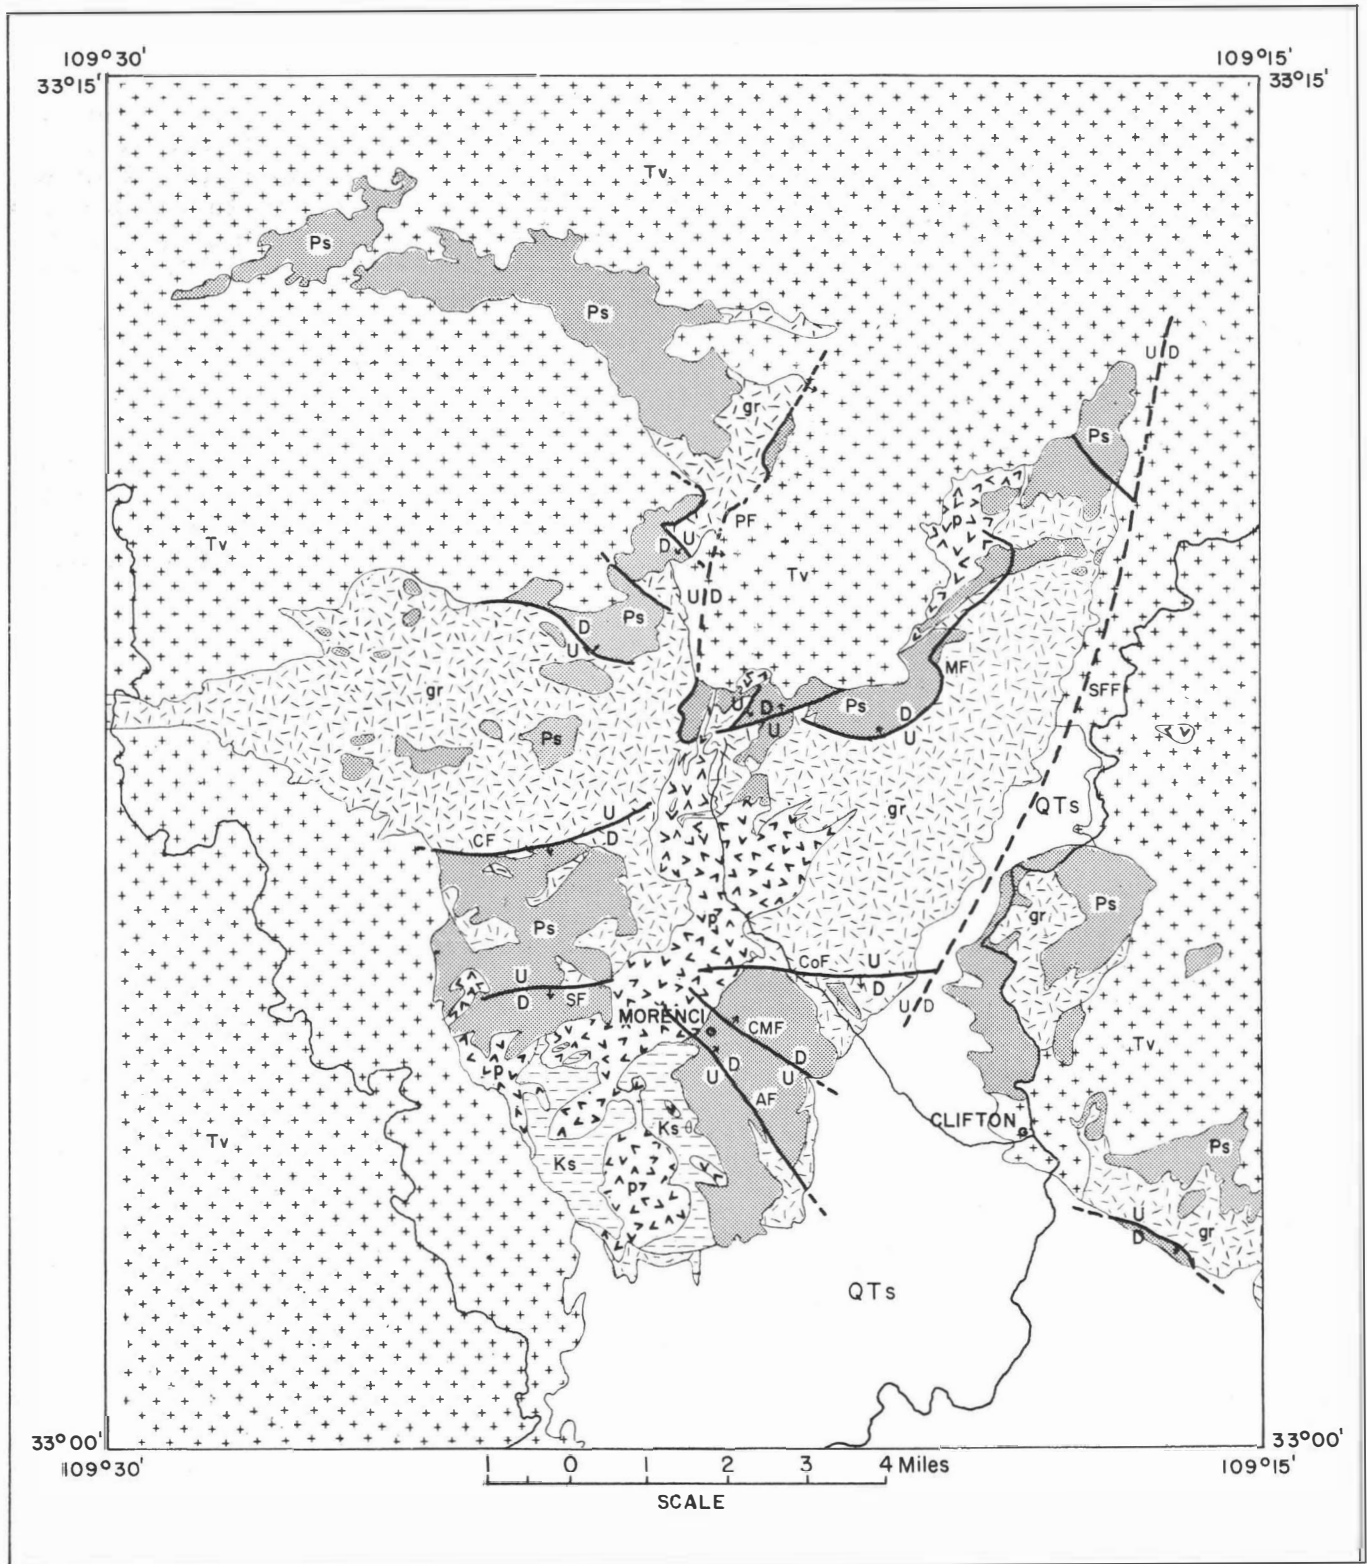 109°30'
109°15'
33°15'
33°15'
Tv
Ps
Ps
U D
gr
Ps
p
PF
Tv
D U
Tv
U D
Ps
D
U
MF
gr
SFF
U D
U
Ps
D
U
Ps
QTs
gr
U
D
CF
Ps
gr
Ps
p
CoF U
D
U
D SF
U D
MORENCI
CMF
Tv
D
D
U
U
AF
p
CLIFTON
Ks
Tv
Ks
Ps
p
U
D
gr
QTs
33°00'
33°00'
109°30'
109°15'
1 0 1 2 3 4 Miles
SCALE